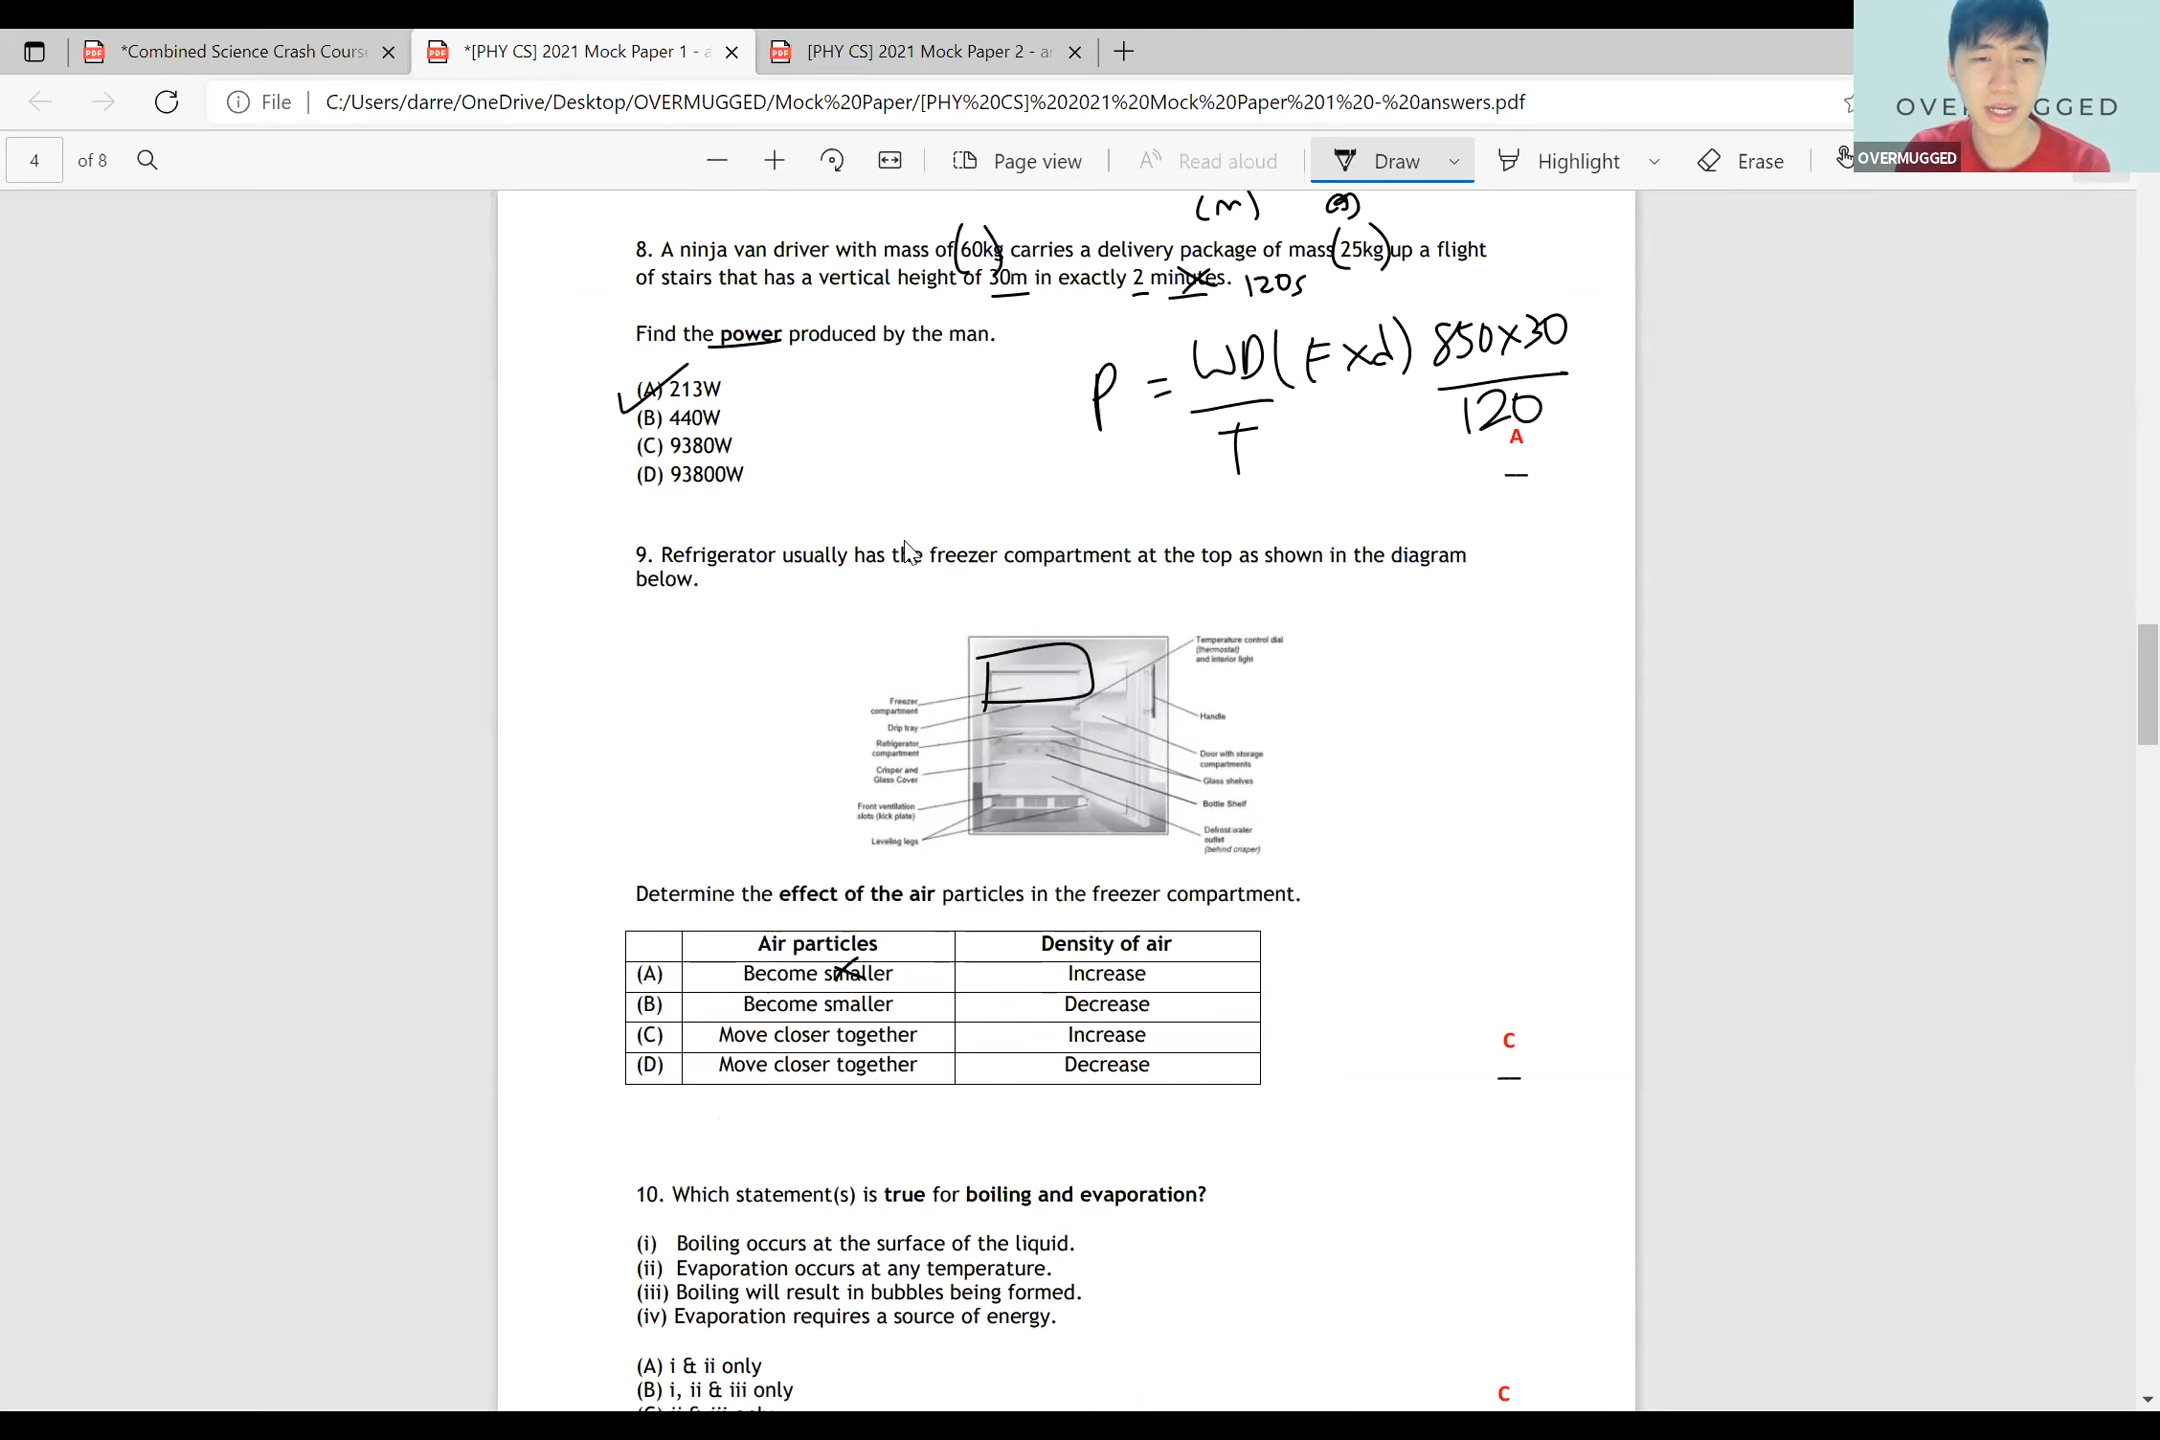 *Combined Science Crash Cours
*[PHY CS] 2021 Mock Paper 1 - a
[PHY CS] 2021 Mock Paper 2 - an
File
C:/Users/darre/OneDrive/Desktop/OVERMUGGED/Mock%20Paper/[PHY%20CS]%202021%20Mock%20Paper%201%20-%20answers.pdf
OVE GGED
OVERMUGGED
4 of 8
Page view
Read aloud
Draw
Highlight
Erase
(m)
8. A ninja van driver with mass of 60kg carries a delivery package of mass 25kg up a flight
of stairs that has a vertical height of 30m in exactly 2 minutes. 120s
Find the power produced by the man.
P = WD (F x d) 850 x 30
T 120
(A) 213W
(B) 440W
(C) 9380W
(D) 93800W
A
9. Refrigerator usually has the freezer compartment at the top as shown in the diagram
below.
Temperature control dial
(thermostat)
and interior light
Freezer
compartment
Drip tray
Refrigerator
compartment
Crisper and
Glass Cover
Front ventilation
slots (kick plate)
Leveling legs
Handle
Door with storage
compartments
Glass shelves
Bottle Shelf
Defrost water
outlet
(behind crisper)
Determine the effect of the air particles in the freezer compartment.
Air particles Density of air
(A) Become smaller Increase
(B) Become smaller Decrease
(C) Move closer together Increase
(D) Move closer together Decrease
C
10. Which statement(s) is true for boiling and evaporation?
(i) Boiling occurs at the surface of the liquid.
(ii) Evaporation occurs at any temperature.
(iii) Boiling will result in bubbles being formed.
(iv) Evaporation requires a source of energy.
(A) i & ii only
(B) i, ii & iii only
C